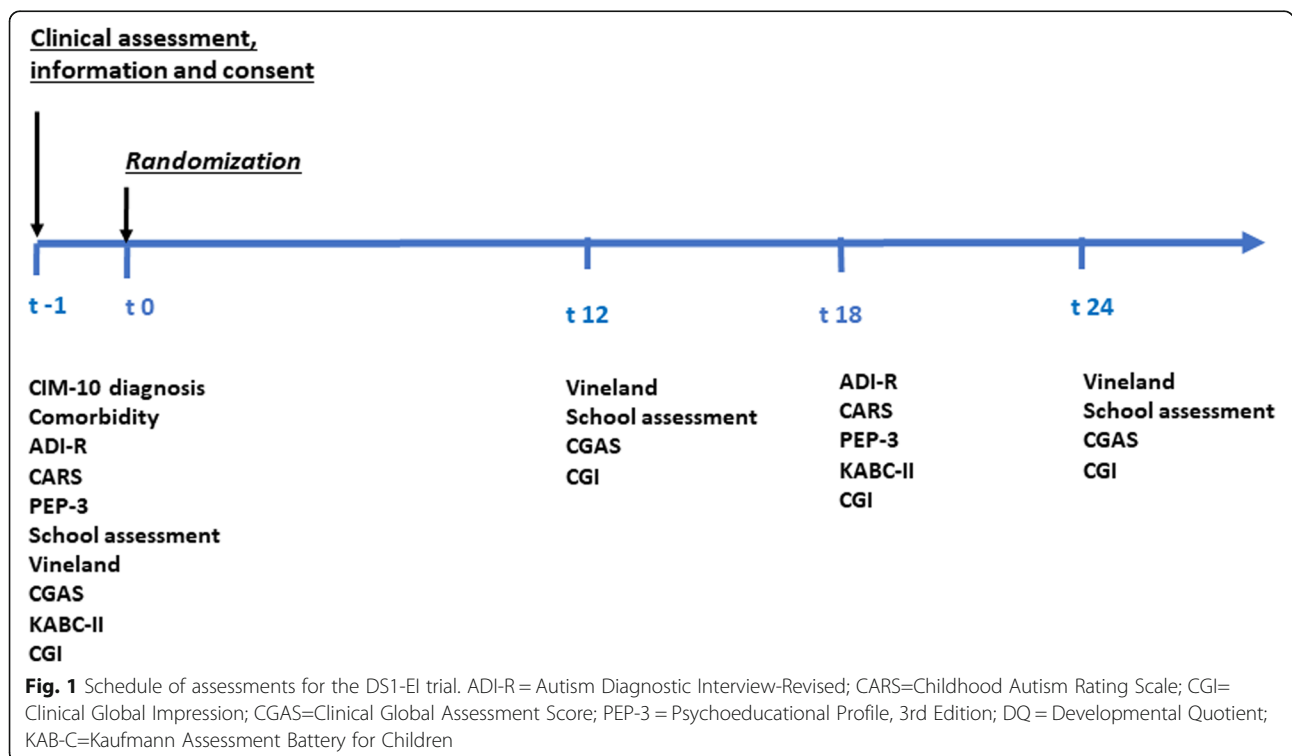 Clinical assessment,
information and consent
Randomization
t -1
t 0
t 12
t 18
t 24
CIM-10 diagnosis
Comorbidity
ADI-R
CARS
PEP-3
School assessment
Vineland
CGAS
KABC-II
CGI
Vineland
School assessment
CGAS
CGI
ADI-R
CARS
PEP-3
KABC-II
CGI
Vineland
School assessment
CGAS
CGI
Fig. 1 Schedule of assessments for the DS1-EI trial. ADI-R = Autism Diagnostic Interview-Revised; CARS=Childhood Autism Rating Scale; CGI=
Clinical Global Impression; CGAS=Clinical Global Assessment Score; PEP-3 = Psychoeducational Profile, 3rd Edition; DQ = Developmental Quotient;
KAB-C=Kaufmann Assessment Battery for Children